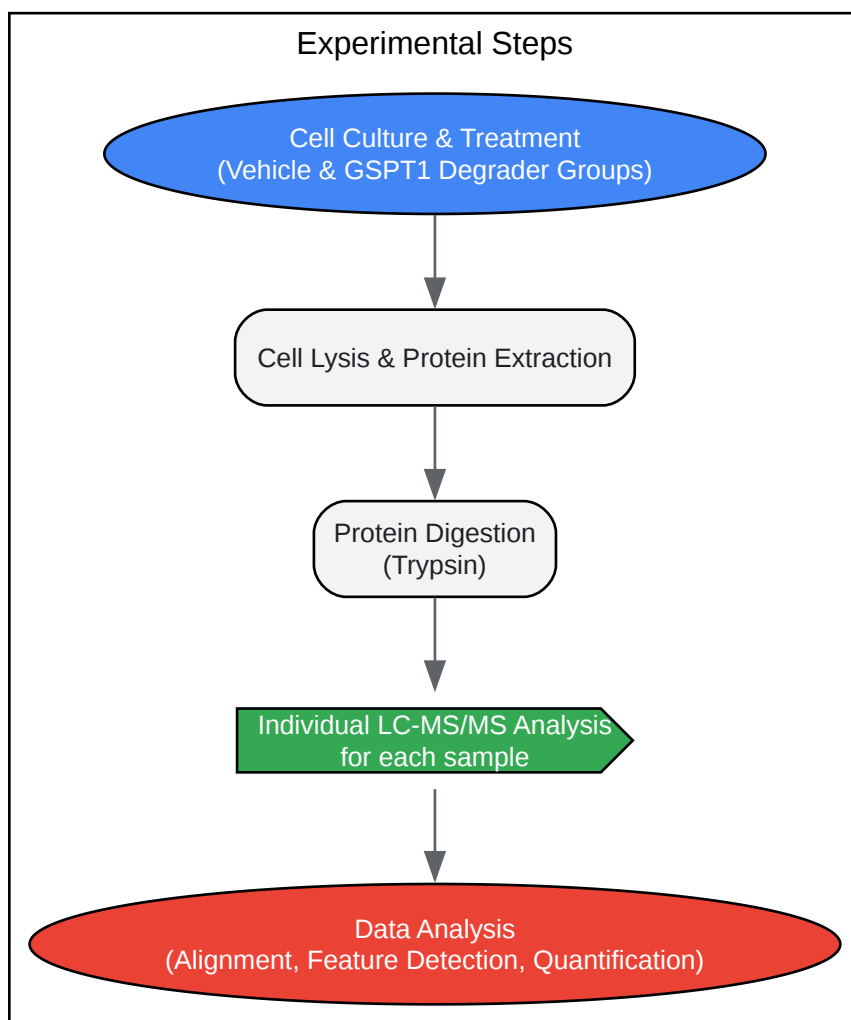 Experimental Steps
Cell Culture & Treatment
(Vehicle & GSPT1 Degrader Groups)
Cell Lysis & Protein Extraction
Protein Digestion
(Trypsin)
Individual LC-MS/MS Analysis
for each sample
Data Analysis
(Alignment, Feature Detection, Quantification)